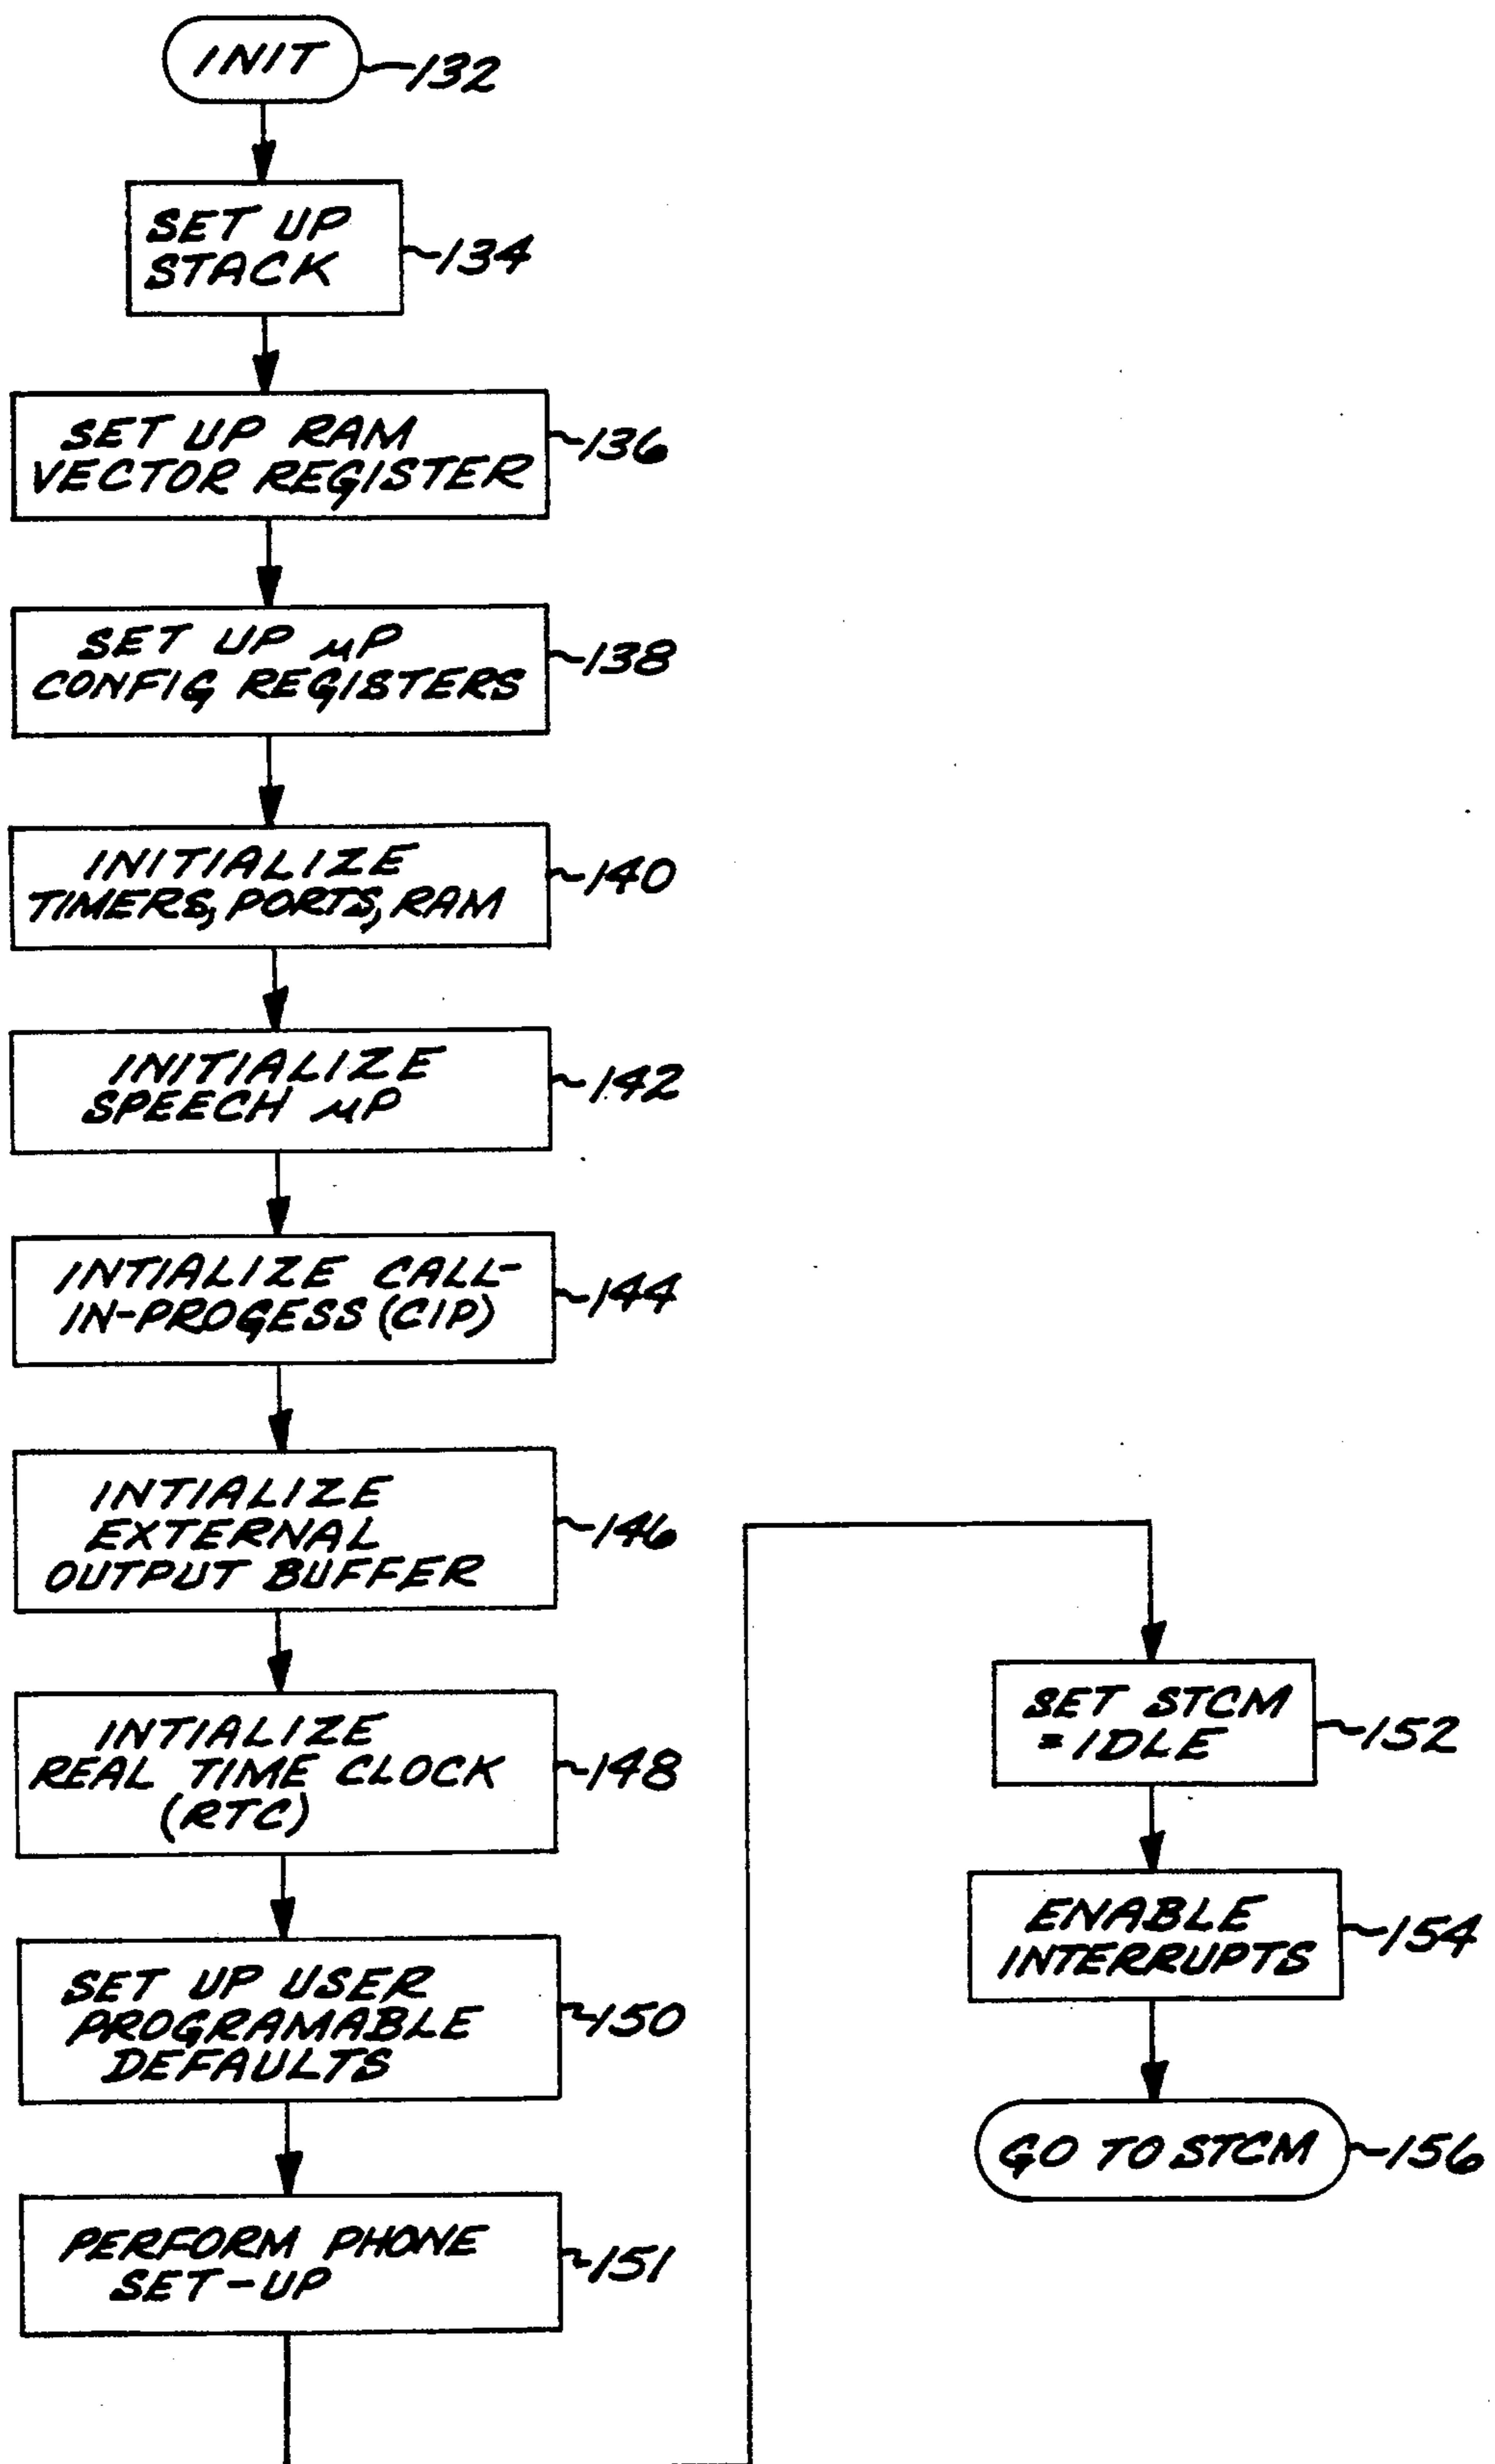 INIT
132
SET UP
STACK
134
SET UP RAM
VECTOR REGISTER
136
SET UP μP
CONFIG REGISTERS
138
INITIALIZE
TIMERS, PORTS, RAM
140
INITIALIZE
SPEECH μP
142
INTIALIZE CALL-
IN-PROGESS (CIP)
144
INTIALIZE
EXTERNAL
OUTPUT BUFFER
146
INTIALIZE
REAL TIME CLOCK
(RTC)
148
SET UP USER
PROGRAMABLE
DEFAULTS
150
PERFORM PHONE
SET-UP
151
SET STCM
= IDLE
152
ENABLE
INTERRUPTS
154
GO TO STCM
156